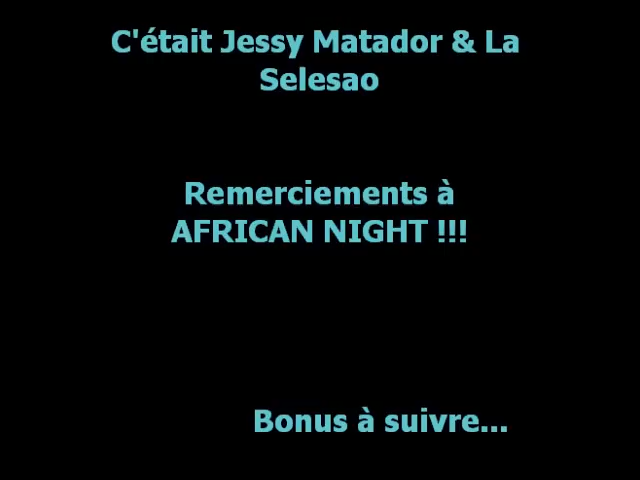 C'était Jessy Matador & La
Selesao
Remerciements à
AFRICAN NIGHT !!!
Bonus à suivre...